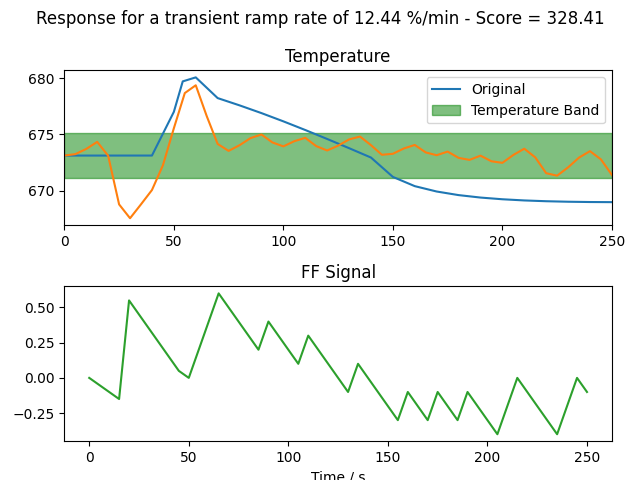 Response for a transient ramp rate of 12.44 %/min - Score = 328.41
Temperature
680
675
670
Original
Temperature Band
0 50 100 150 200 250
FF Signal
0.50
0.25
0.00
−0.25
0 50 100 150 200 250
Time / s